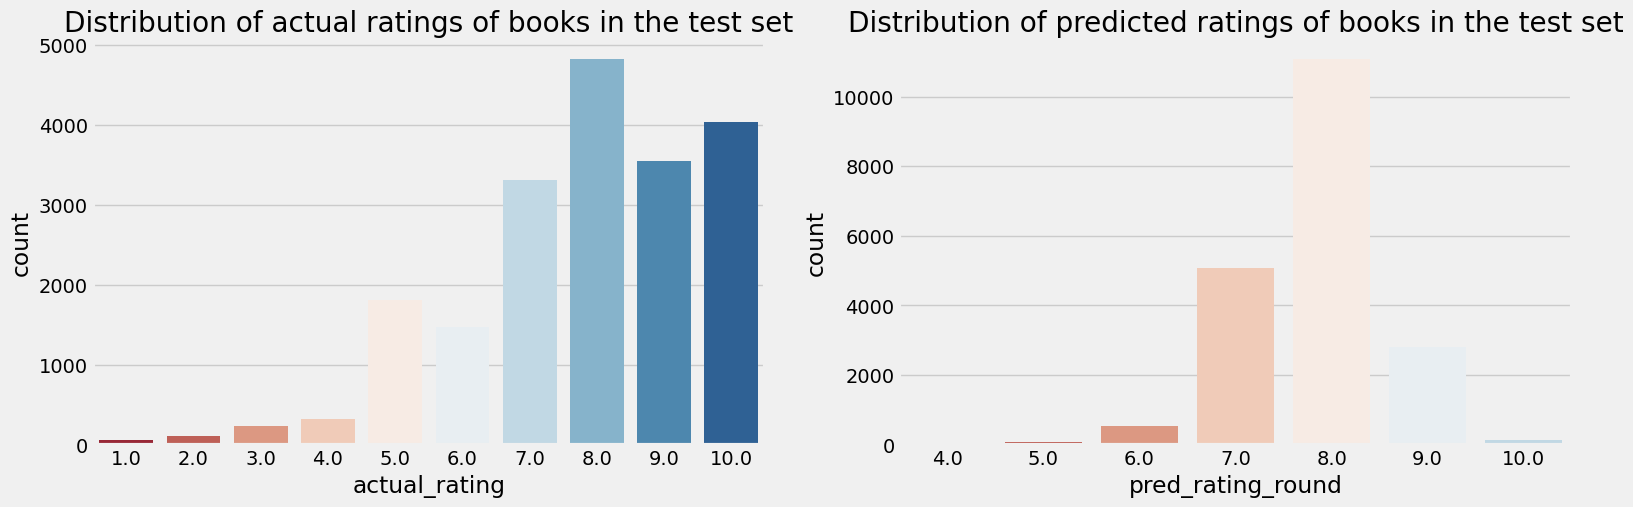 Distribution of actual ratings of books in the test set
5000
4000
3000
2000
1000
0
count
1.0 2.0 3.0 4.0 5.0 6.0 7.0 8.0 9.0 10.0
actual_rating
Distribution of predicted ratings of books in the test set
10000
8000
6000
4000
2000
0
count
4.0 5.0 6.0 7.0 8.0 9.0 10.0
pred_rating_round